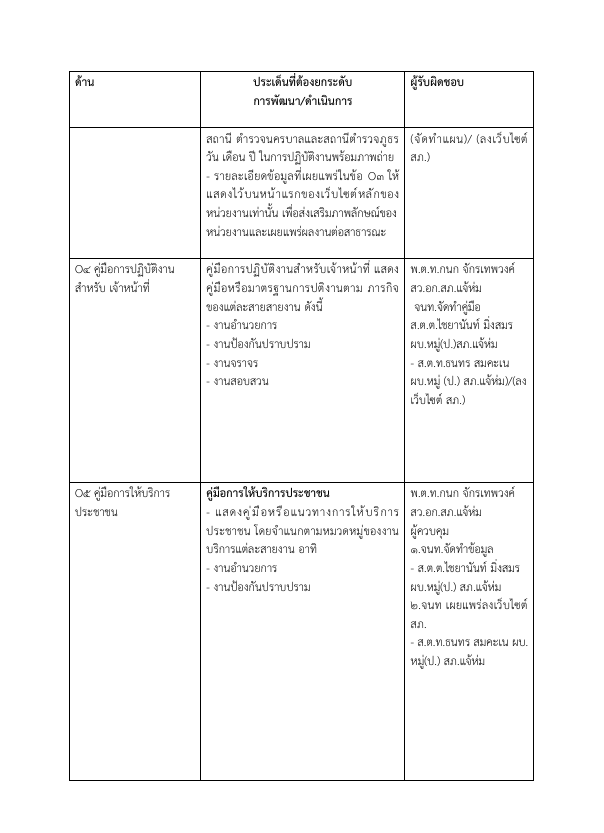 ด้าน
ประเด็นที่ต้องยกระดับ
การพัฒนา/ดำเนินการ
ผู้รับผิดชอบ
สถานี ตำรวจนครบาลและสถานีตำรวจภูธร
วัน เดือน ปี ในการปฏิบัติงานพร้อมภาพถ่าย
- รายละเอียดข้อมูลที่เผยแพร่ในข้อ O๓ ให้
แสดงไว้บนหน้าแรกของเว็บไซต์หลักของ
หน่วยงานเท่านั้น เพื่อส่งเสริมภาพลักษณ์ของ
หน่วยงานและเผยแพร่ผลงานต่อสาธารณะ
(จัดทำแผน)/ (ลงเว็บไซต์
สภ.)
O๔ คู่มือการปฏิบัติงาน
สำหรับ เจ้าหน้าที่
คู่มือการปฏิบัติงานสำหรับเจ้าหน้าที่ แสดง
คู่มือหรือมาตรฐานการปติงานตาม ภารกิจ
ของแต่ละสายสายงาน ดังนี้
- งานอำนวยการ
- งานป้องกันปราบปราม
- งานจราจร
- งานสอบสวน
พ.ต.ท.กนก จักรเทพวงค์
สว.อก.สภ.แจ้ห่ม
จนท.จัดทำคู่มือ
ส.ต.ต.ไชยานันท์ มิ่งสมร
ผบ.หมู่(ป.)สภ.แจ้ห่ม
- ส.ต.ท.ธนทร สมคะเน
ผบ.หมู่ (ป.) สภ.แจ้ห่ม)/(ลง
เว็บไซต์ สภ.)
O๕ คู่มือการให้บริการ
ประชาชน
คู่มือการให้บริการประชาชน
- แสดงคู่มือหรือแนวทางการให้บริการ
ประชาชน โดยจำแนกตามหมวดหมู่ของงาน
บริการแต่ละสายงาน อาทิ
- งานอำนวยการ
- งานป้องกันปราบปราม
พ.ต.ท.กนก จักรเทพวงค์
สว.อก.สภ.แจ้ห่ม
ผู้ควบคุม
๑.จนท.จัดทำข้อมูล
- ส.ต.ต.ไชยานันท์ มิ่งสมร
ผบ.หมู่(ป.) สภ.แจ้ห่ม
๒.จนท เผยแพร่ลงเว็บไซต์
สภ.
- ส.ต.ท.ธนทร สมคะเน ผบ.
หมู่(ป.) สภ.แจ้ห่ม